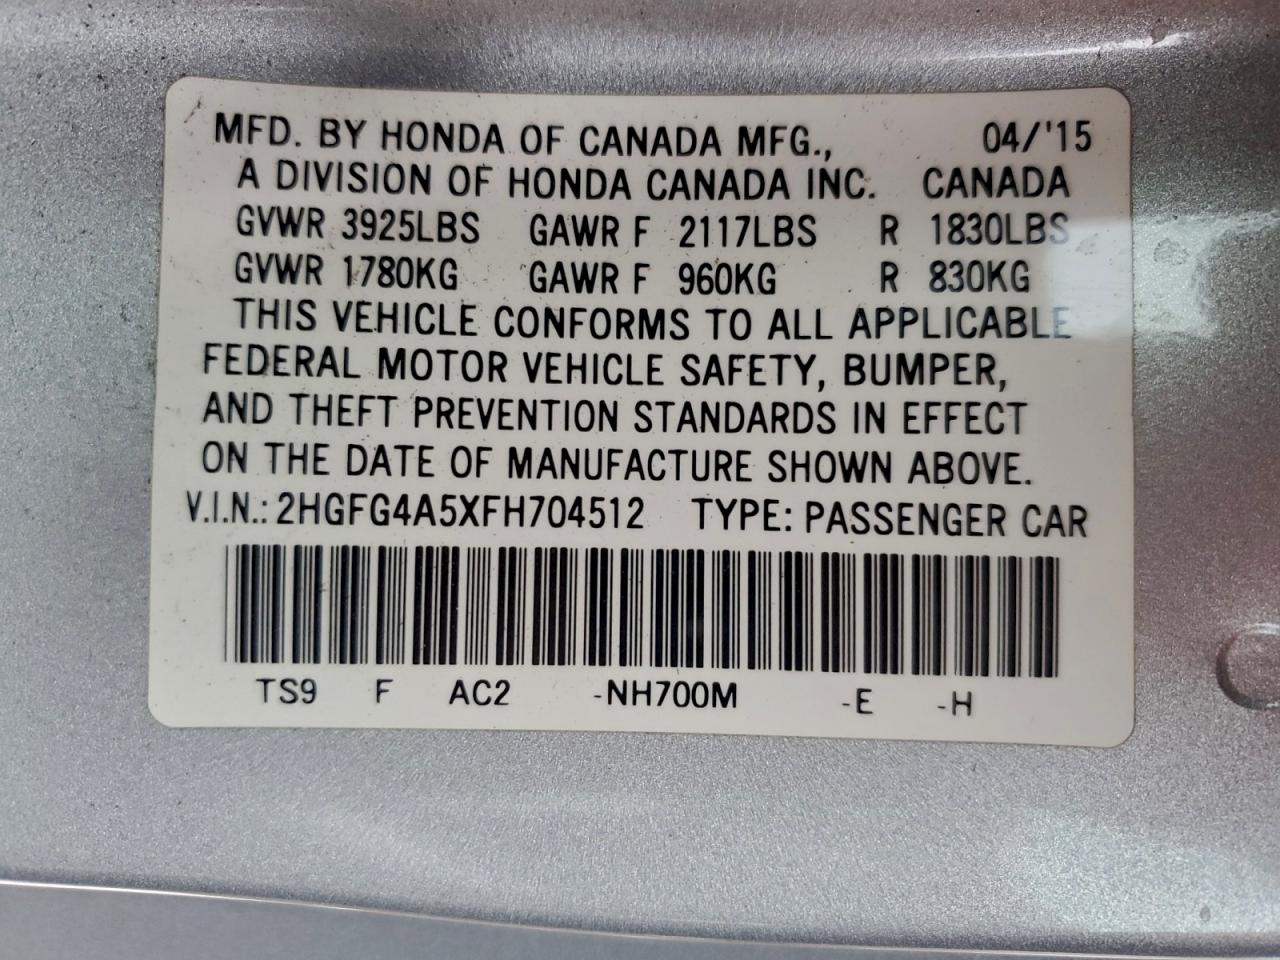 MFD. BY HONDA OF CANADA MFG., 04/'15
A DIVISION OF HONDA CANADA INC. CANADA
GVWR 3925LBS GAWR F 2117LBS R 1830LBS
GVWR 1780KG GAWR F 960KG R 830KG
THIS VEHICLE CONFORMS TO ALL APPLICABLE
FEDERAL MOTOR VEHICLE SAFETY, BUMPER,
AND THEFT PREVENTION STANDARDS IN EFFECT
ON THE DATE OF MANUFACTURE SHOWN ABOVE.
V.I.N.: 2HGFG4A5XFH704512 TYPE: PASSENGER CAR
TS9 F AC2 -NH700M -E -H